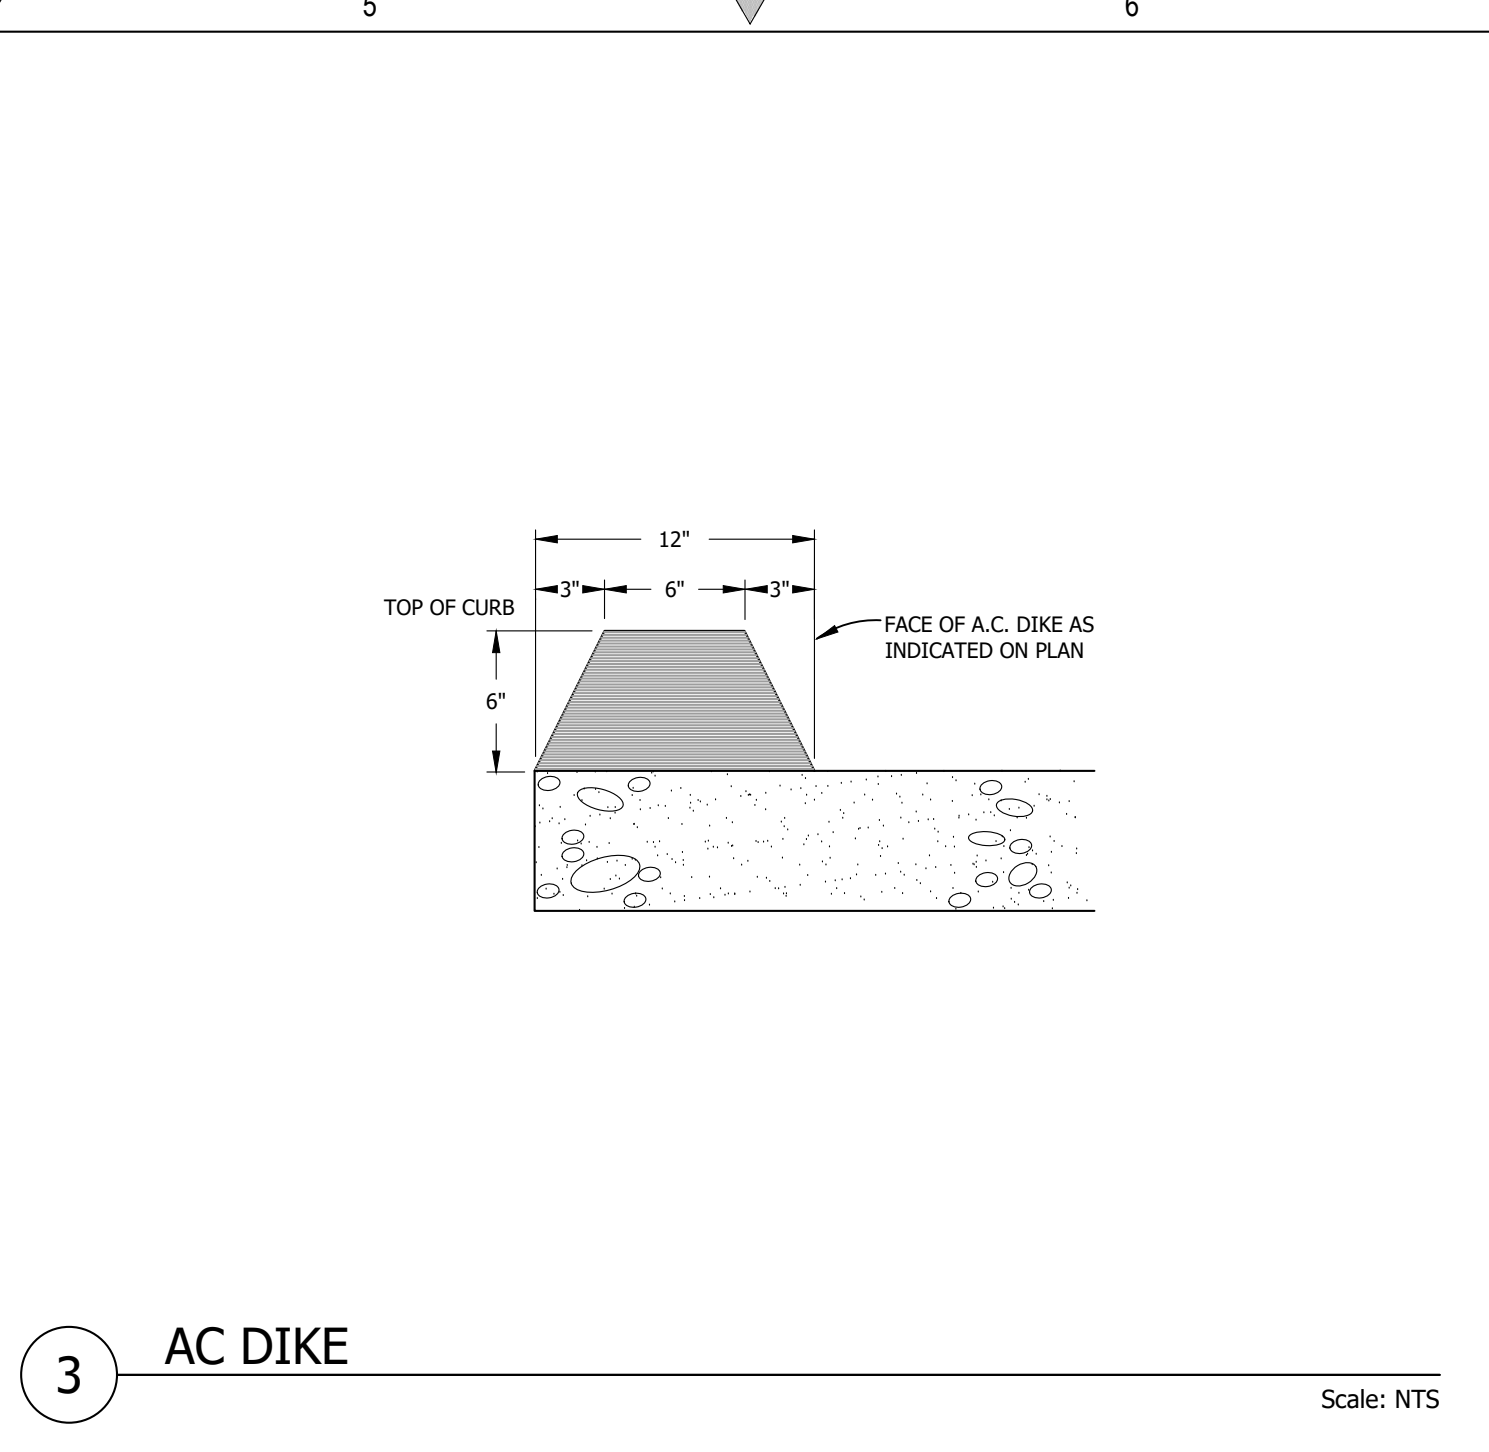 5
6
12"
3"
6"
3"
TOP OF CURB
FACE OF A.C. DIKE AS
INDICATED ON PLAN
6"
AC DIKE
3
Scale: NTS